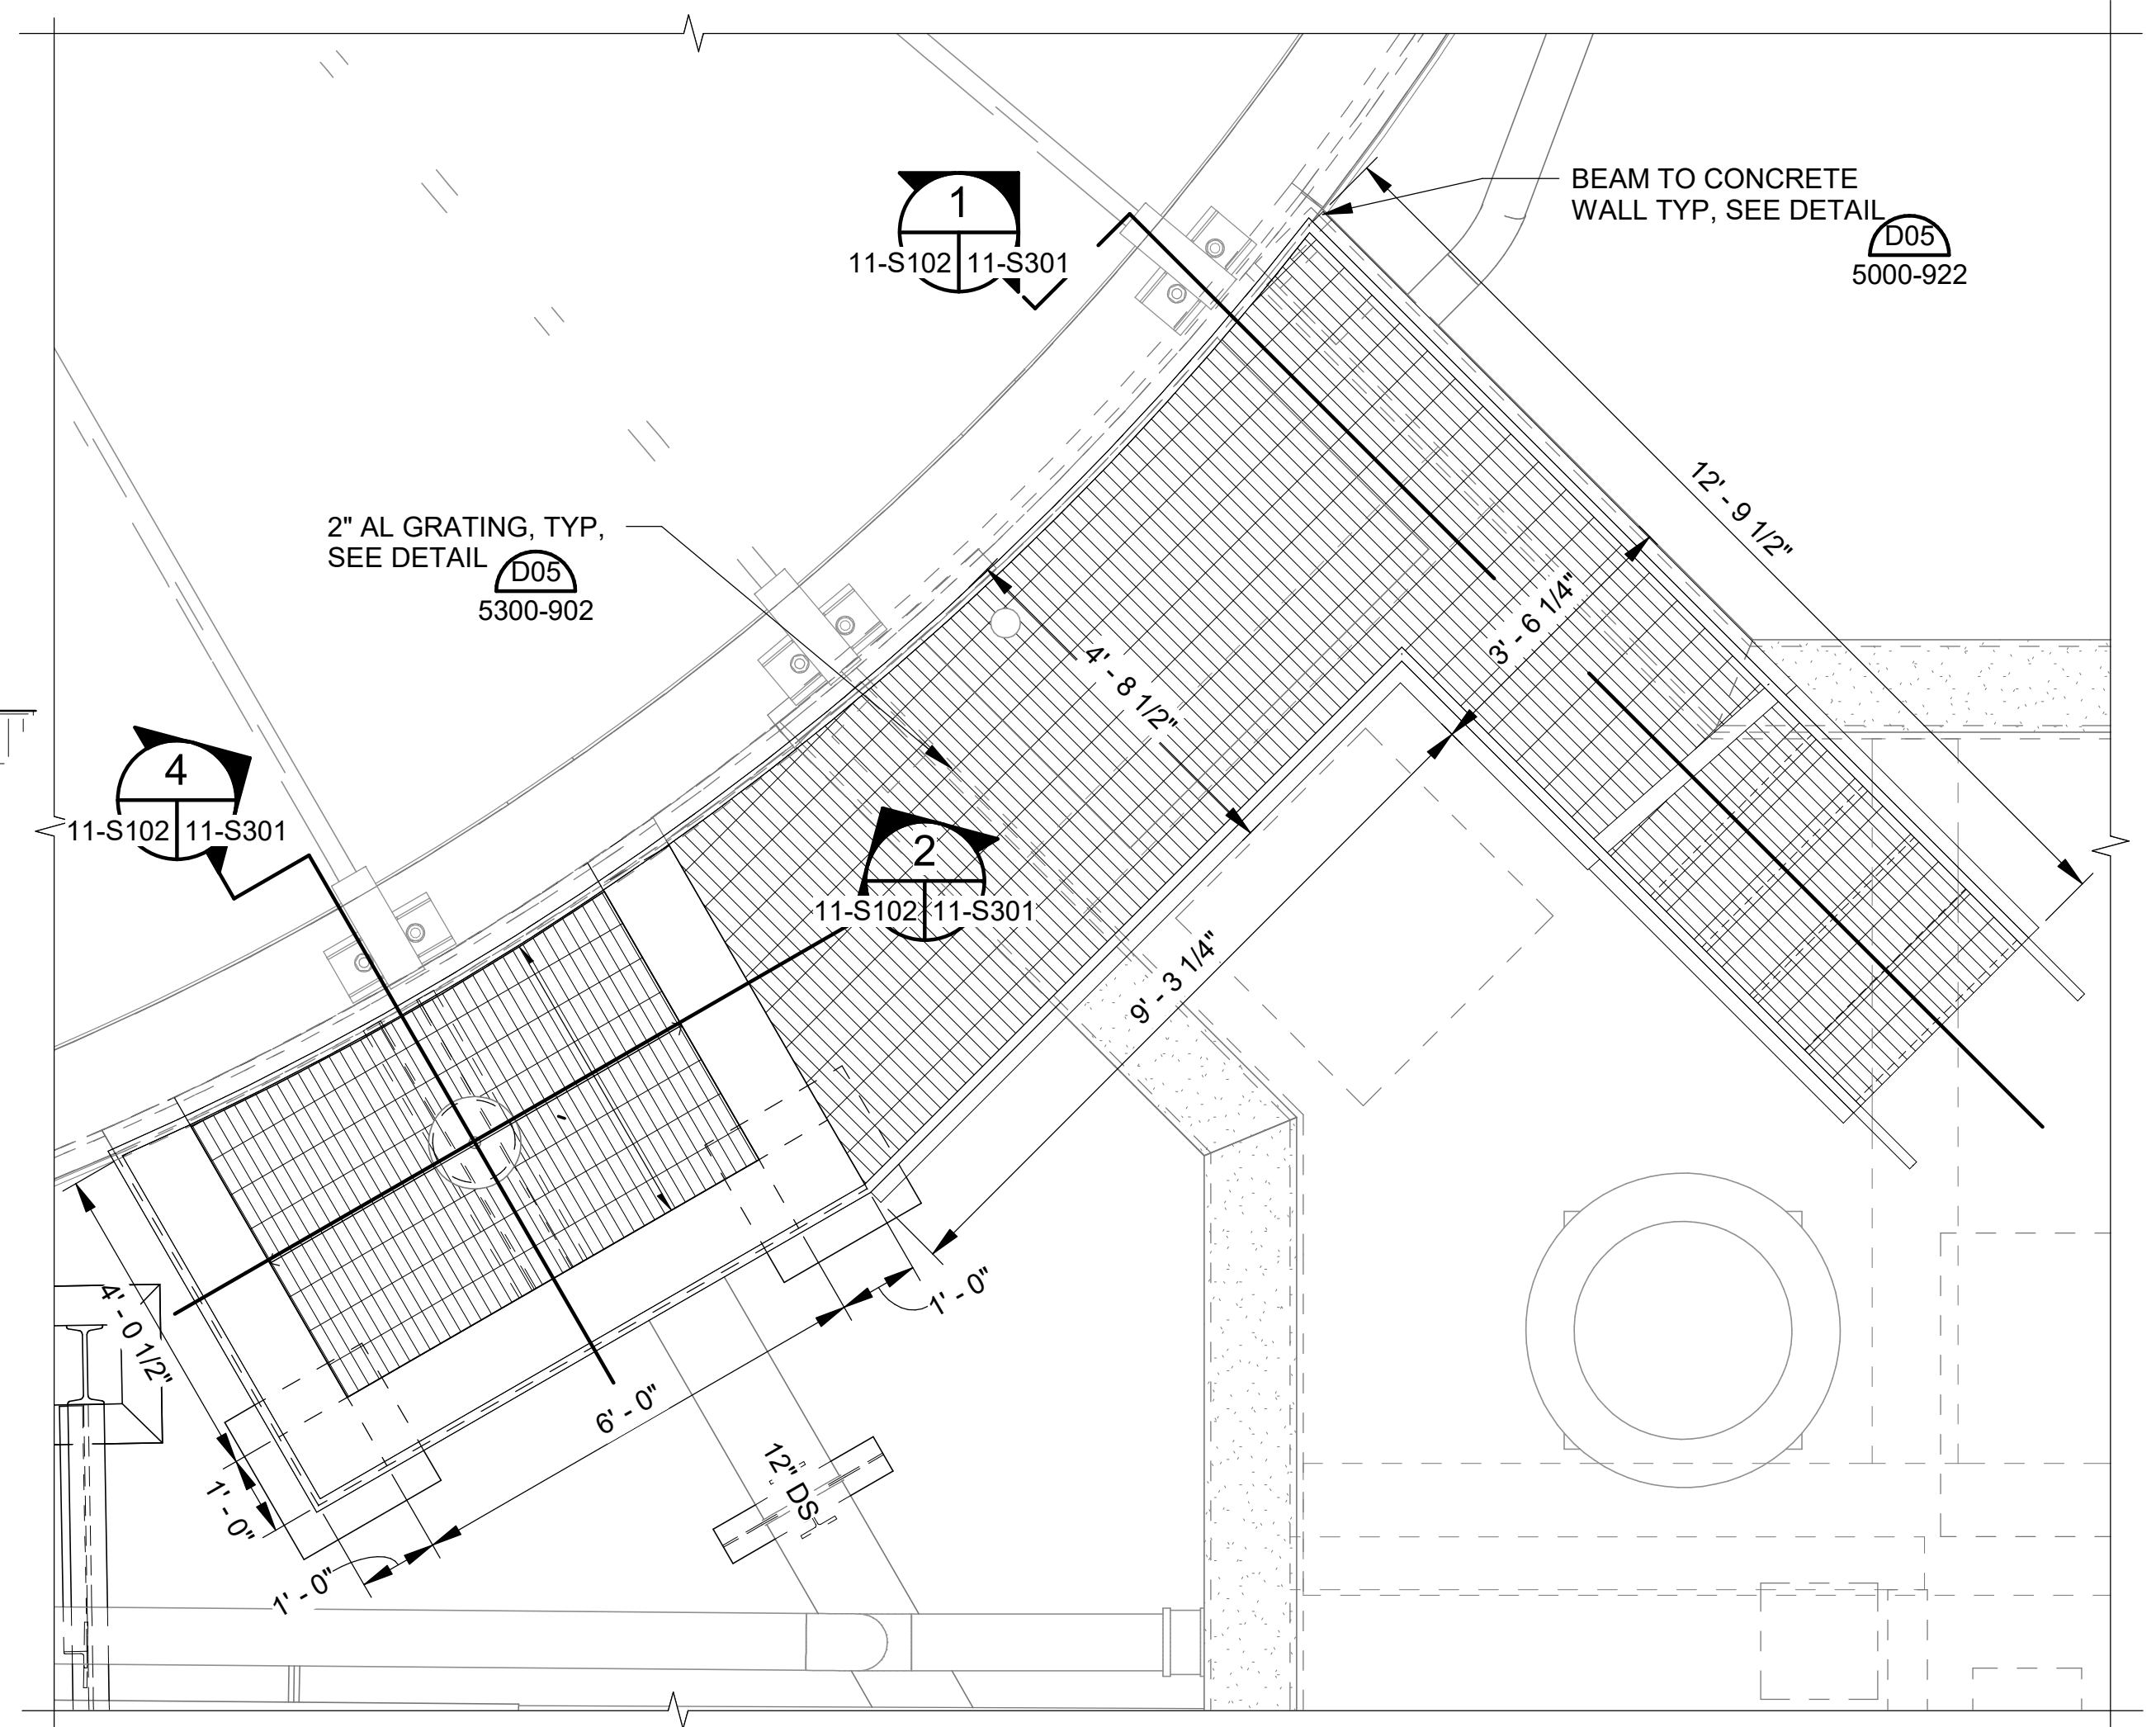 1
11-S102 11-S301
BEAM TO CONCRETE
WALL TYP, SEE DETAIL
D05
5000-922
12' - 9 1/2"
2" AL GRATING, TYP,
SEE DETAIL
D05
5300-902
3' - 6 1/4"
4' - 8 1/2"
4
11-S102 11-S301
2
11-S102 11-S301
9' - 3 1/4"
1' - 0"
4' - 0 1/2"
6' - 0"
12" DS
1' - 0"
1' - 0"